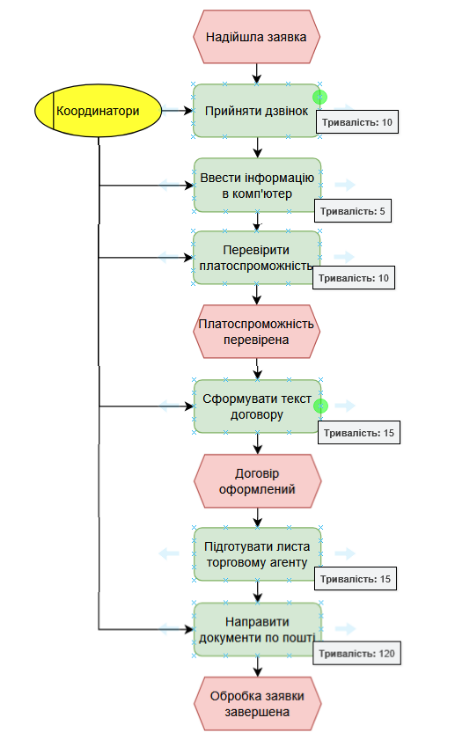 Надійшла заявка
Координатори
Прийняти дзвінок
Тривалість: 10
Ввести інформацію
в комп'ютер
Тривалість: 5
Перевірити
платоспроможність
Тривалість: 10
Платоспроможність
перевірена
Сформувати текст
договору
Тривалість: 15
Договір
оформлений
Підготувати листа
торговому агенту
Тривалість: 15
Направити
документи по пошті
Тривалість: 120
Обробка заявки
завершена